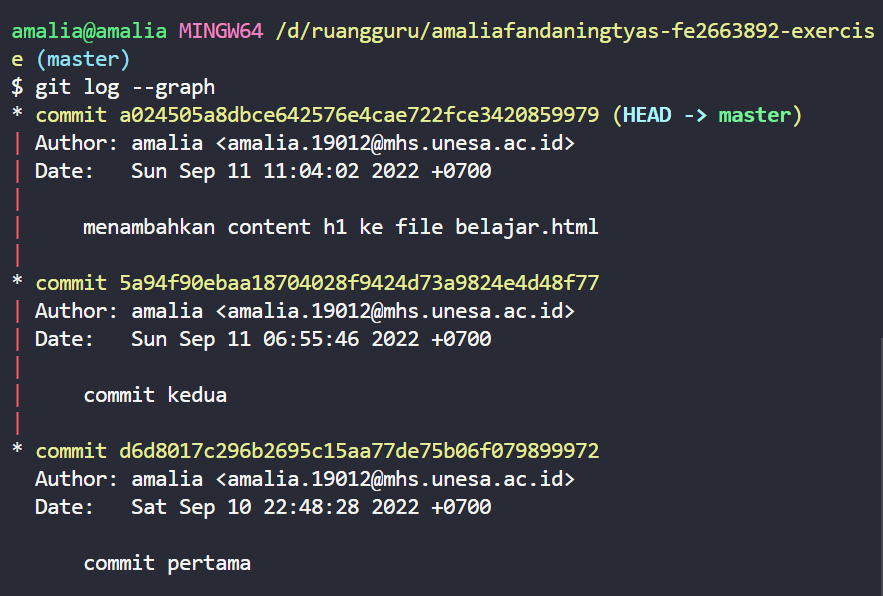 amalia@amalia MINGW64 /d/ruangguru/amaliafandaningtyas-fe2663892-exercis
e (master)
$ git log --graph
* commit a024505a8dbce642576e4cae722fce3420859979 (HEAD -> master)
| Author: amalia <amalia.19012@mhs.unesa.ac.id>
| Date:   Sun Sep 11 11:04:02 2022 +0700
|
|     menambahkan content h1 ke file belajar.html
|
* commit 5a94f90ebaa18704028f9424d73a9824e4d48f77
| Author: amalia <amalia.19012@mhs.unesa.ac.id>
| Date:   Sun Sep 11 06:55:46 2022 +0700
|
|     commit kedua
|
* commit d6d8017c296b2695c15aa77de75b06f079899972
  Author: amalia <amalia.19012@mhs.unesa.ac.id>
  Date:   Sat Sep 10 22:48:28 2022 +0700

      commit pertama